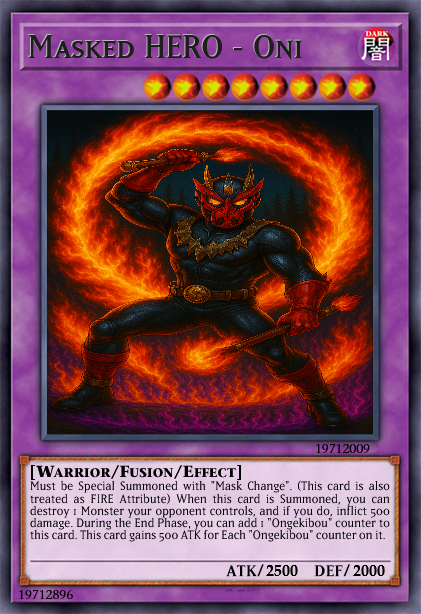 Masked HERO - Oni
DARK
闇
19712009
[Warrior/Fusion/Effect]
Must be Special Summoned with "Mask Change". (This card is also
treated as FIRE Attribute) When this card is Summoned, you can
destroy 1 Monster your opponent controls, and if you do, inflict 500
damage. During the End Phase, you can add 1 "Ongekibou" counter to
this card. This card gains 500 ATK for Each "Ongekibou" counter on it.
ATK/2500 DEF/2000
19712896